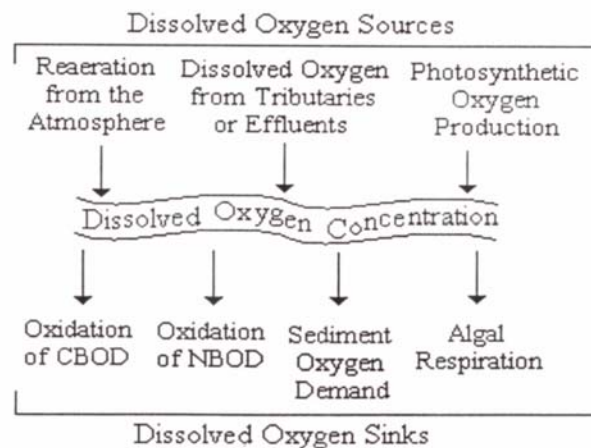 Dissolved Oxygen Sources
Reaeration
from the
Atmosphere
Dissolved Oxygen
from Tributaries
or Effluents
Photosynthetic
Oxygen
Production
Dissolved Oxygen Concentration
Oxidation
of CBOD
Oxidation
of NBOD
Sediment
Oxygen
Demand
Algal
Respiration
Dissolved Oxygen Sinks